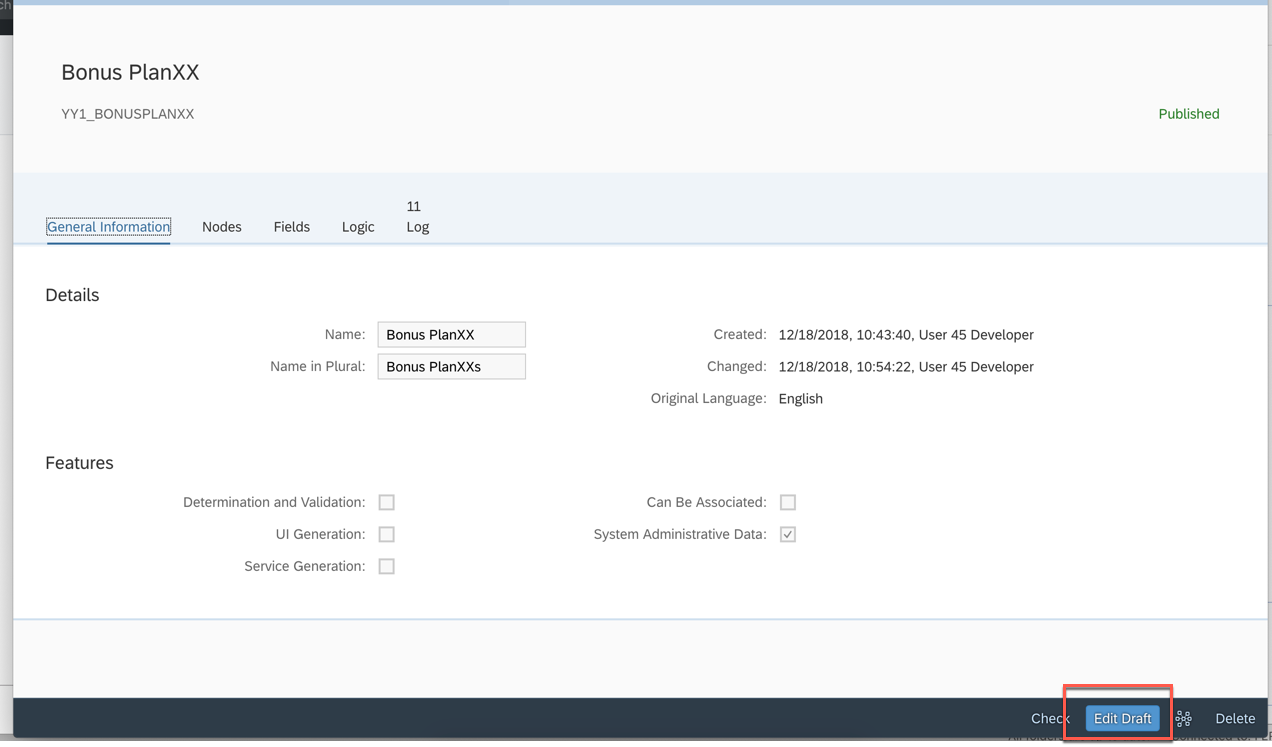 ch
Bonus PlanXX
YY1_BONUSPLANXX
Published
General Information
Nodes
Fields
Logic
11
Log
Details
Name: Bonus PlanXX
Created: 12/18/2018, 10:43:40, User 45 Developer
Name in Plural: Bonus PlanXXs
Changed: 12/18/2018, 10:54:22, User 45 Developer
Original Language: English
Features
Determination and Validation:
Can Be Associated:
UI Generation:
System Administrative Data:
Service Generation:
Check
Edit Draft
Delete